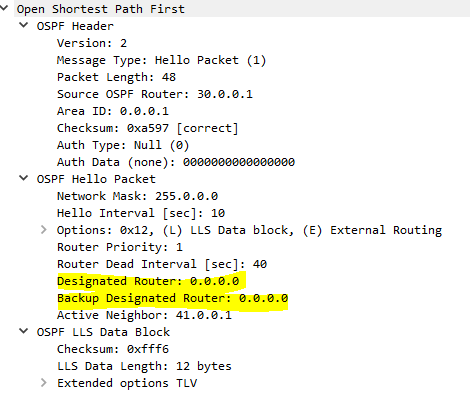 Open Shortest Path First
OSPF Header
Version: 2
Message Type: Hello Packet (1)
Packet Length: 48
Source OSPF Router: 30.0.0.1
Area ID: 0.0.0.1
Checksum: 0xa597 [correct]
Auth Type: Null (0)
Auth Data (none): 0000000000000000
OSPF Hello Packet
Network Mask: 255.0.0.0
Hello Interval [sec]: 10
Options: 0x12, (L) LLS Data block, (E) External Routing
Router Priority: 1
Router Dead Interval [sec]: 40
Designated Router: 0.0.0.0
Backup Designated Router: 0.0.0.0
Active Neighbor: 41.0.0.1
OSPF LLS Data Block
Checksum: 0xfff6
LLS Data Length: 12 bytes
Extended options TLV